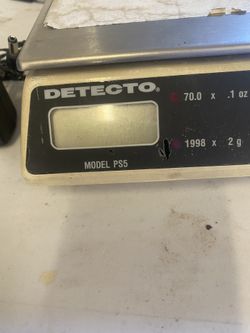 DETECTO®
70.0 x .1 oz
1998 x 2 g
MODEL PS5